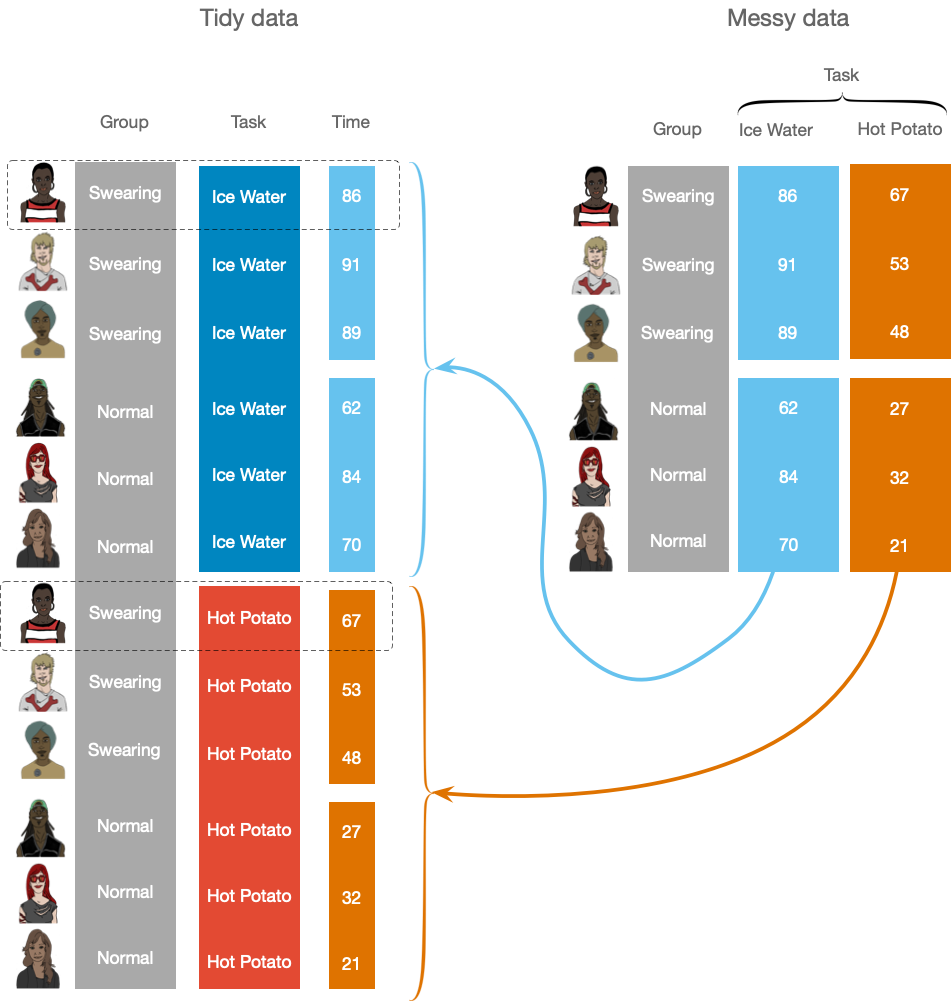 Tidy data
Group Task Time
Swearing Ice Water 86
Swearing Ice Water 91
Swearing Ice Water 89
Normal Ice Water 62
Normal Ice Water 84
Normal Ice Water 70
Swearing Hot Potato 67
Swearing Hot Potato 53
Swearing Hot Potato 48
Normal Hot Potato 27
Normal Hot Potato 32
Normal Hot Potato 21
Messy data
Task
Group Ice Water Hot Potato
Swearing 86 67
Swearing 91 53
Swearing 89 48
Normal 62 27
Normal 84 32
Normal 70 21